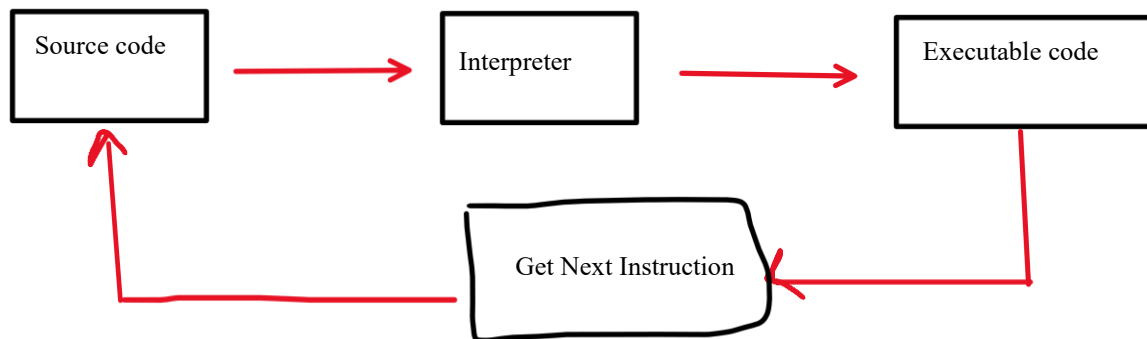 Source code
Interpreter
Executable code
Get Next Instruction